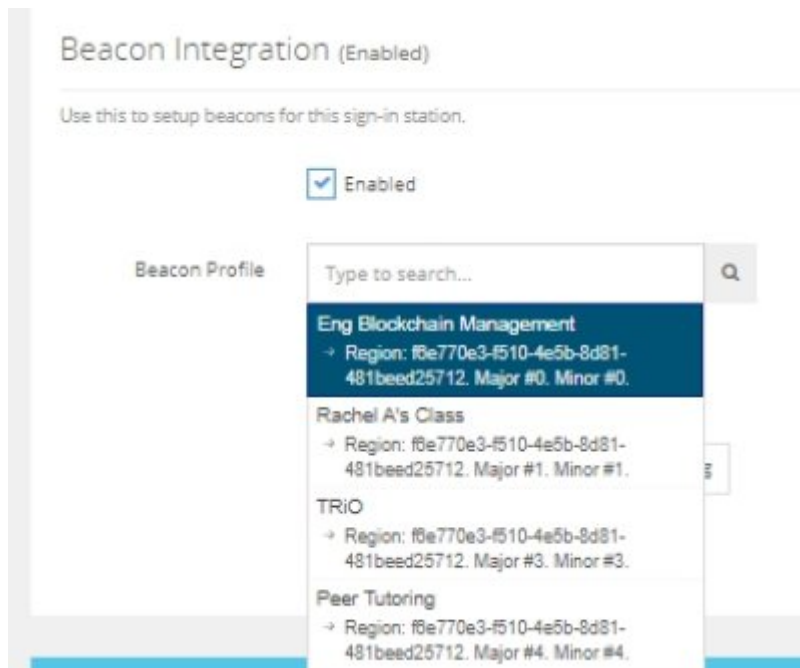 Beacon Integration (Enabled)
Use this to setup beacons for this sign-in station.
Enabled
Beacon Profile
Type to search...
Eng Blockchain Management
→ Region: f6e770e3-f510-4e5b-8d81-
481beed25712. Major #0. Minor #0.
Rachel A's Class
→ Region: f6e770e3-f510-4e5b-8d81-
481beed25712. Major #1. Minor #1.
TRiO
→ Region: f6e770e3-f510-4e5b-8d81-
481beed25712. Major #3. Minor #3.
Peer Tutoring
→ Region: f6e770e3-f510-4e5b-8d81-
481beed25712. Major #4. Minor #4.